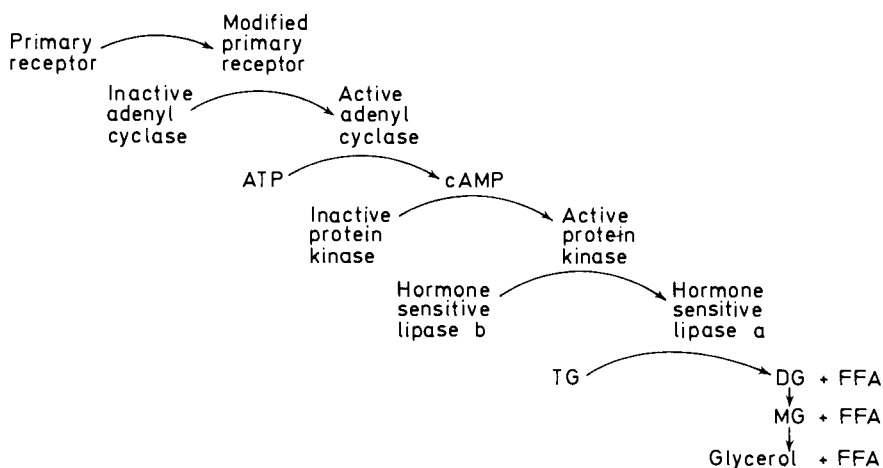 Primary
receptor
Modified
primary
receptor
Inactive
adenyl
cyclase
Active
adenyl
cyclase
ATP
cAMP
Inactive
protein
kinase
Active
protein
kinase
Hormone
sensitive
lipase b
Hormone
sensitive
lipase a
TG
DG + FFA
MG + FFA
Glycerol + FFA